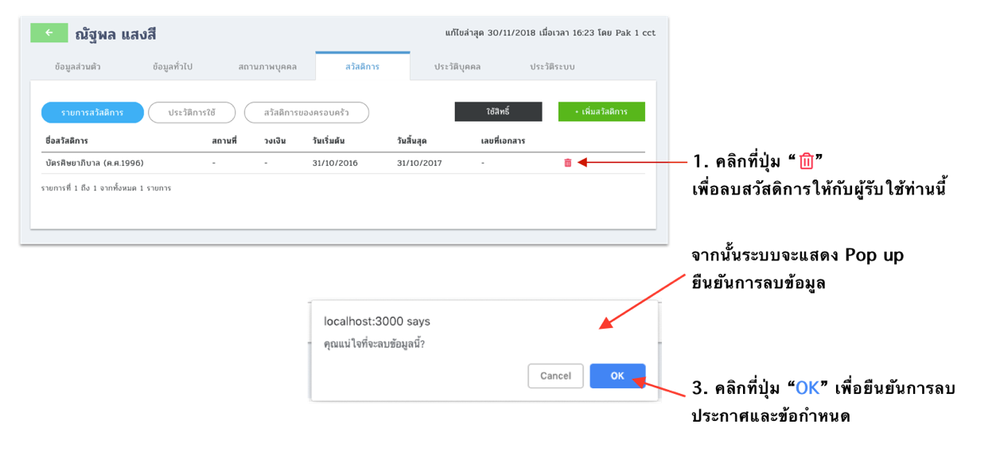 ณัฐพล แสงสี
แก้ไขล่าสุด 30/11/2018 เมื่อเวลา 16:23 โดย Pak 1 cct
ข้อมูลส่วนตัว ข้อมูลทั่วไป สถานภาพบุคคล สวัสดิการ ประวัติบุคคล ประวัติระบบ
รายการสวัสดิการ ประวัติการใช้ สวัสดิการของครอบครัว ใช้สิทธิ์ + เพิ่มสวัสดิการ
ชื่อสวัสดิการ สถานที่ วงเงิน วันเริ่มต้น วันสิ้นสุด เลขที่เอกสาร
บัตรศิษยาภิบาล (ค.ศ.1996) - - 31/10/2016 31/10/2017 -
รายการที่ 1 ถึง 1 จากทั้งหมด 1 รายการ
1. คลิกที่ปุ่ม “ ”
เพื่อลบสวัสดิการให้กับผู้รับใช้ท่านนี้
จากนั้นระบบจะแสดง Pop up
ยืนยันการลบข้อมูล
localhost:3000 says
คุณแน่ใจที่จะลบข้อมูลนี้?
Cancel OK
3. คลิกที่ปุ่ม “OK” เพื่อยืนยันการลบ
ประกาศและข้อกำหนด